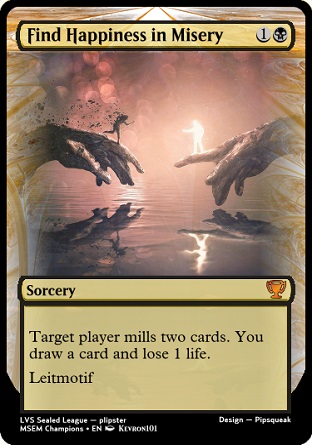 Find Happiness in Misery 1
Sorcery
Target player mills two cards. You
draw a card and lose 1 life.
Leitmotif
LVS Sealed League — plipster Design — Pipsqueak
MSEM Champions • EN Kevron101